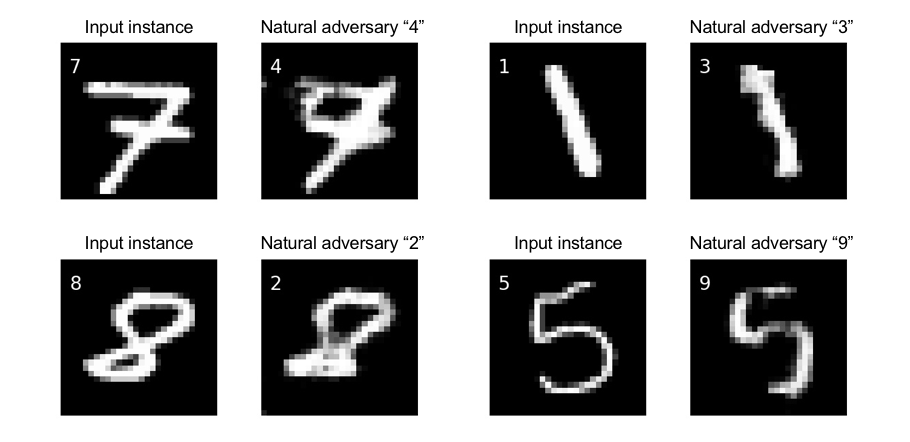 Input instance Natural adversary “4” Input instance Natural adversary “3”
7 4 1 3
Input instance Natural adversary “2” Input instance Natural adversary “9”
8 2 5 9